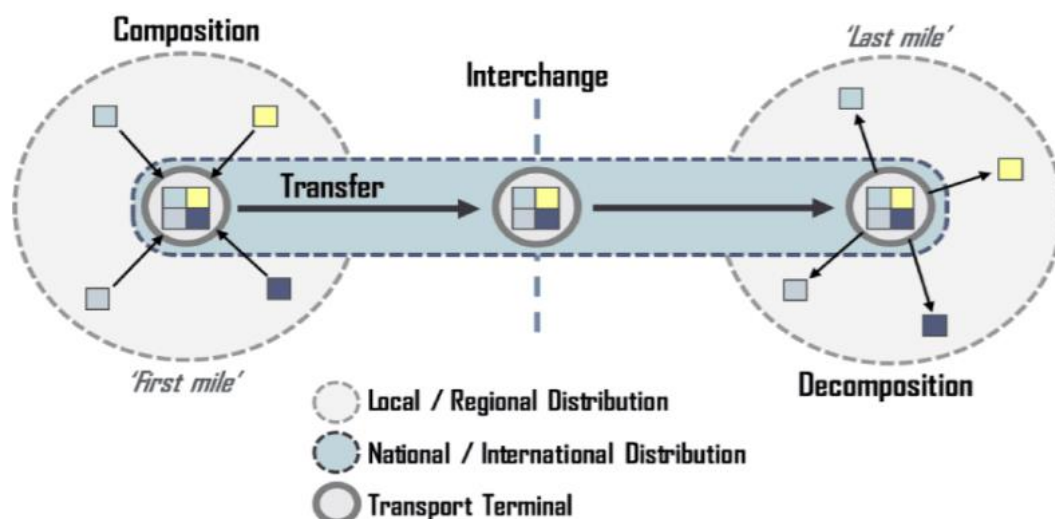 Composition
'Last mile'
Interchange
Transfer
'First mile'
Decomposition
Local / Regional Distribution
National / International Distribution
Transport Terminal